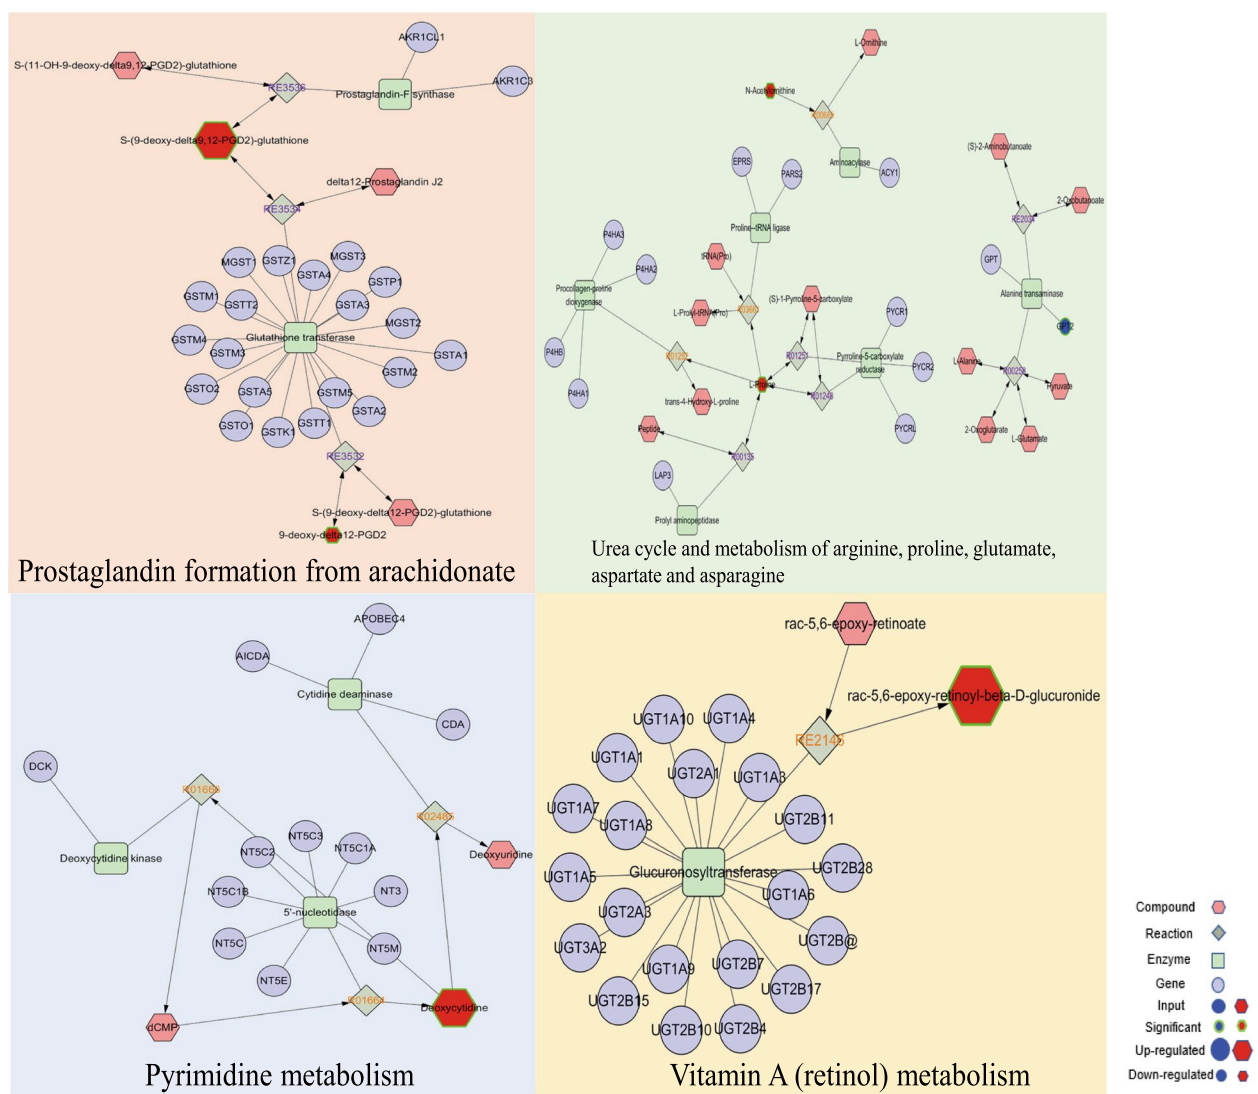 AKR1CL1
S-(11-OH-9-deoxy-delta9,12-PGD2)-glutathione
RE3536
Prostaglandin-F synthase
AKR1C3
S-(9-deoxy-delta9,12-PGD2)-glutathione
delta12-Prostaglandin J2
RE3534
MGST1
GSTZ1
GSTA4
MGST3
GSTP1
GSTM1
GSTT2
GSTA3
MGST2
GSTM4
GSTM3
Glutathione transferase
GSTA1
GSTM2
GSTO2
GSTA5
GSTM5
GSTA2
GSTO1
GSTK1
GSTT1
RE3532
S-(9-deoxy-delta12-PGD2)-glutathione
9-deoxy-delta12-PGD2
Prostaglandin formation from arachidonate
L-Ornithine
N-Acetylornithine
Aminoacylase
ACY1
EPRS
PARS2
Proline--tRNA ligase
P4HA3
P4HA2
tRNA(Pro)
Procollagen-proline
dioxygenase
L-Prolyl-tRNA(Pro)
(S)-1-Pyrroline-5-carboxylate
PYCR1
P4HB
P4HA1
R01252
R01251
Pyrroline-5-carboxylate
reductase
PYCR2
L-Proline
R01248
trans-4-Hydroxy-L-proline
PYCRL
Peptide
R00135
LAP3
Prolyl aminopeptidase
(S)-2-Aminobutanoate
2-Oxobutanoate
RE2034
GPT
Alanine transaminase
GPT2
L-Alanine
R00258
Pyruvate
2-Oxoglutarate
L-Glutamate
Urea cycle and metabolism of arginine, proline, glutamate,
aspartate and asparagine
APOBEC4
AICDA
Cytidine deaminase
CDA
DCK
R01666
R02485
Deoxyuridine
Deoxycytidine kinase
NT5C3
NT5C2
NT5C1A
NT5C1B
NT3
5'-nucleotidase
NT5C
NT5M
NT5E
R01664
Deoxycytidine
dCMP
Pyrimidine metabolism
rac-5,6-epoxy-retinoate
rac-5,6-epoxy-retinoyl-beta-D-glucuronide
RE2146
UGT1A10
UGT1A4
UGT1A1
UGT2A1
UGT1A3
UGT1A7
UGT1A8
UGT2B11
Glucuronosyltransferase
UGT2B28
UGT1A5
UGT1A6
UGT2A3
UGT3A2
UGT2B@
UGT1A9
UGT2B7
UGT2B15
UGT2B17
UGT2B10
UGT2B4
Vitamin A (retinol) metabolism
Compound
Reaction
Enzyme
Gene
Input
Significant
Up-regulated
Down-regulated